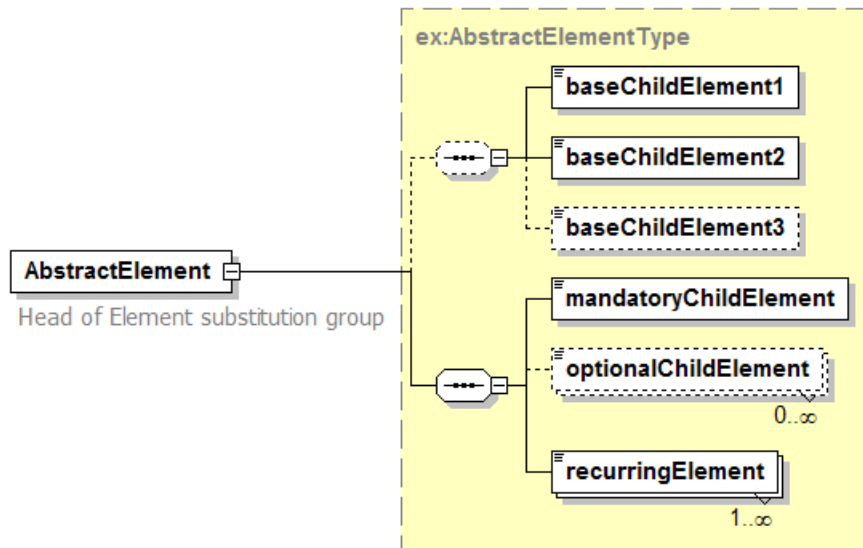 ex:AbstractElementType
baseChildElement1
baseChildElement2
baseChildElement3
AbstractElement
Head of Element substitution group
mandatoryChildElement
optionalChildElement
0..∞
recurringElement
1..∞